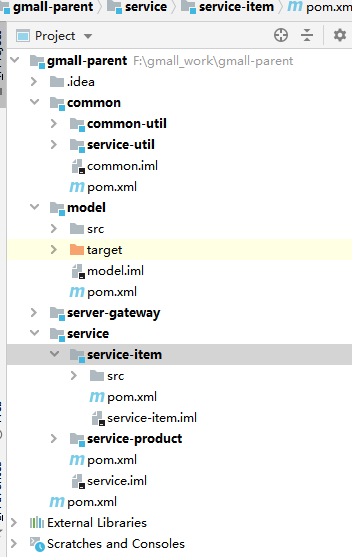 gmall-parent service service-item pom.xm
Project
gmall-parent F:\gmall_work\gmall-parent
.idea
common
common-util
service-util
common.iml
pom.xml
model
src
target
model.iml
pom.xml
server-gateway
service
service-item
src
pom.xml
service-item.iml
service-product
pom.xml
service.iml
pom.xml
External Libraries
Scratches and Consoles